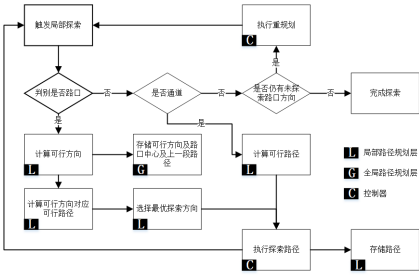 触发局部探索
执行重规划
C
判别是否路口
否
是否通道
否
是否仍有未探
索路口方向
否
完成探索
是
是
是
计算可行方向
L
存储可行方向及路
口中心及上一段路
径
G
计算可行路径
L
L 局部路径规划层
G 全局路径规划层
C 控制器
计算可行方向对应
可行路径
L
选择最优探索方向
L
执行探索路径
C
存储路径
L